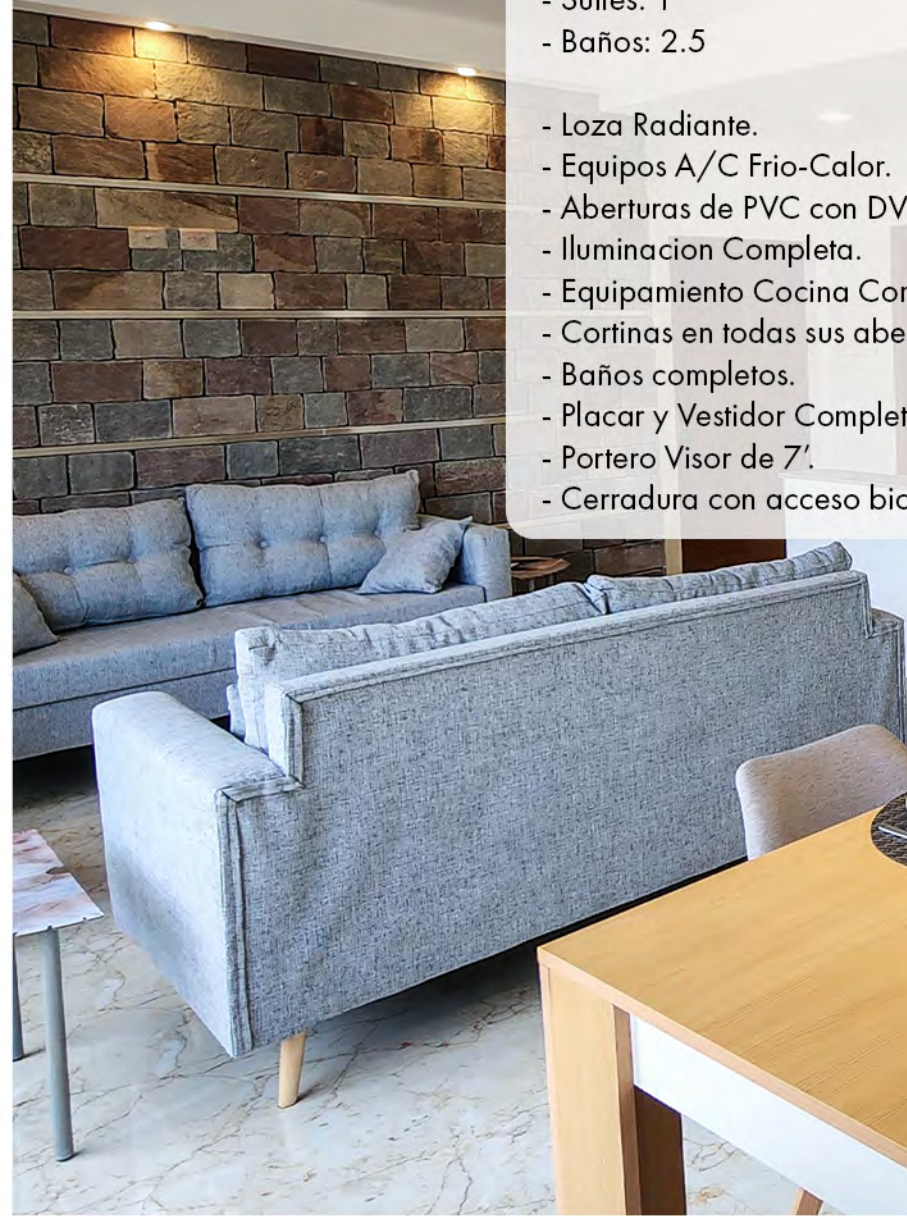 - Suites: 1
- Baños: 2.5
- Loza Radiante.
- Equipos A/C Frio-Calor.
- Aberturas de PVC con
- Iluminacion Completa.
- Equipamiento Cocina
- Cortinas en todas sus
- Baños completos.
- Placar y Vestidor
- Portero Visor de 7'.
- Cerradura con acceso